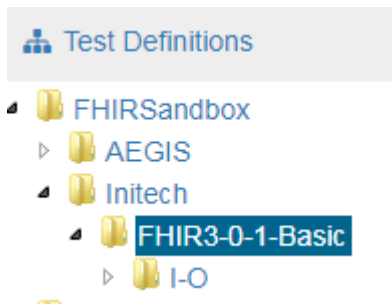 Test Definitions
FHIRSandbox
AEGIS
Initech
FHIR3-0-1-Basic
I-O